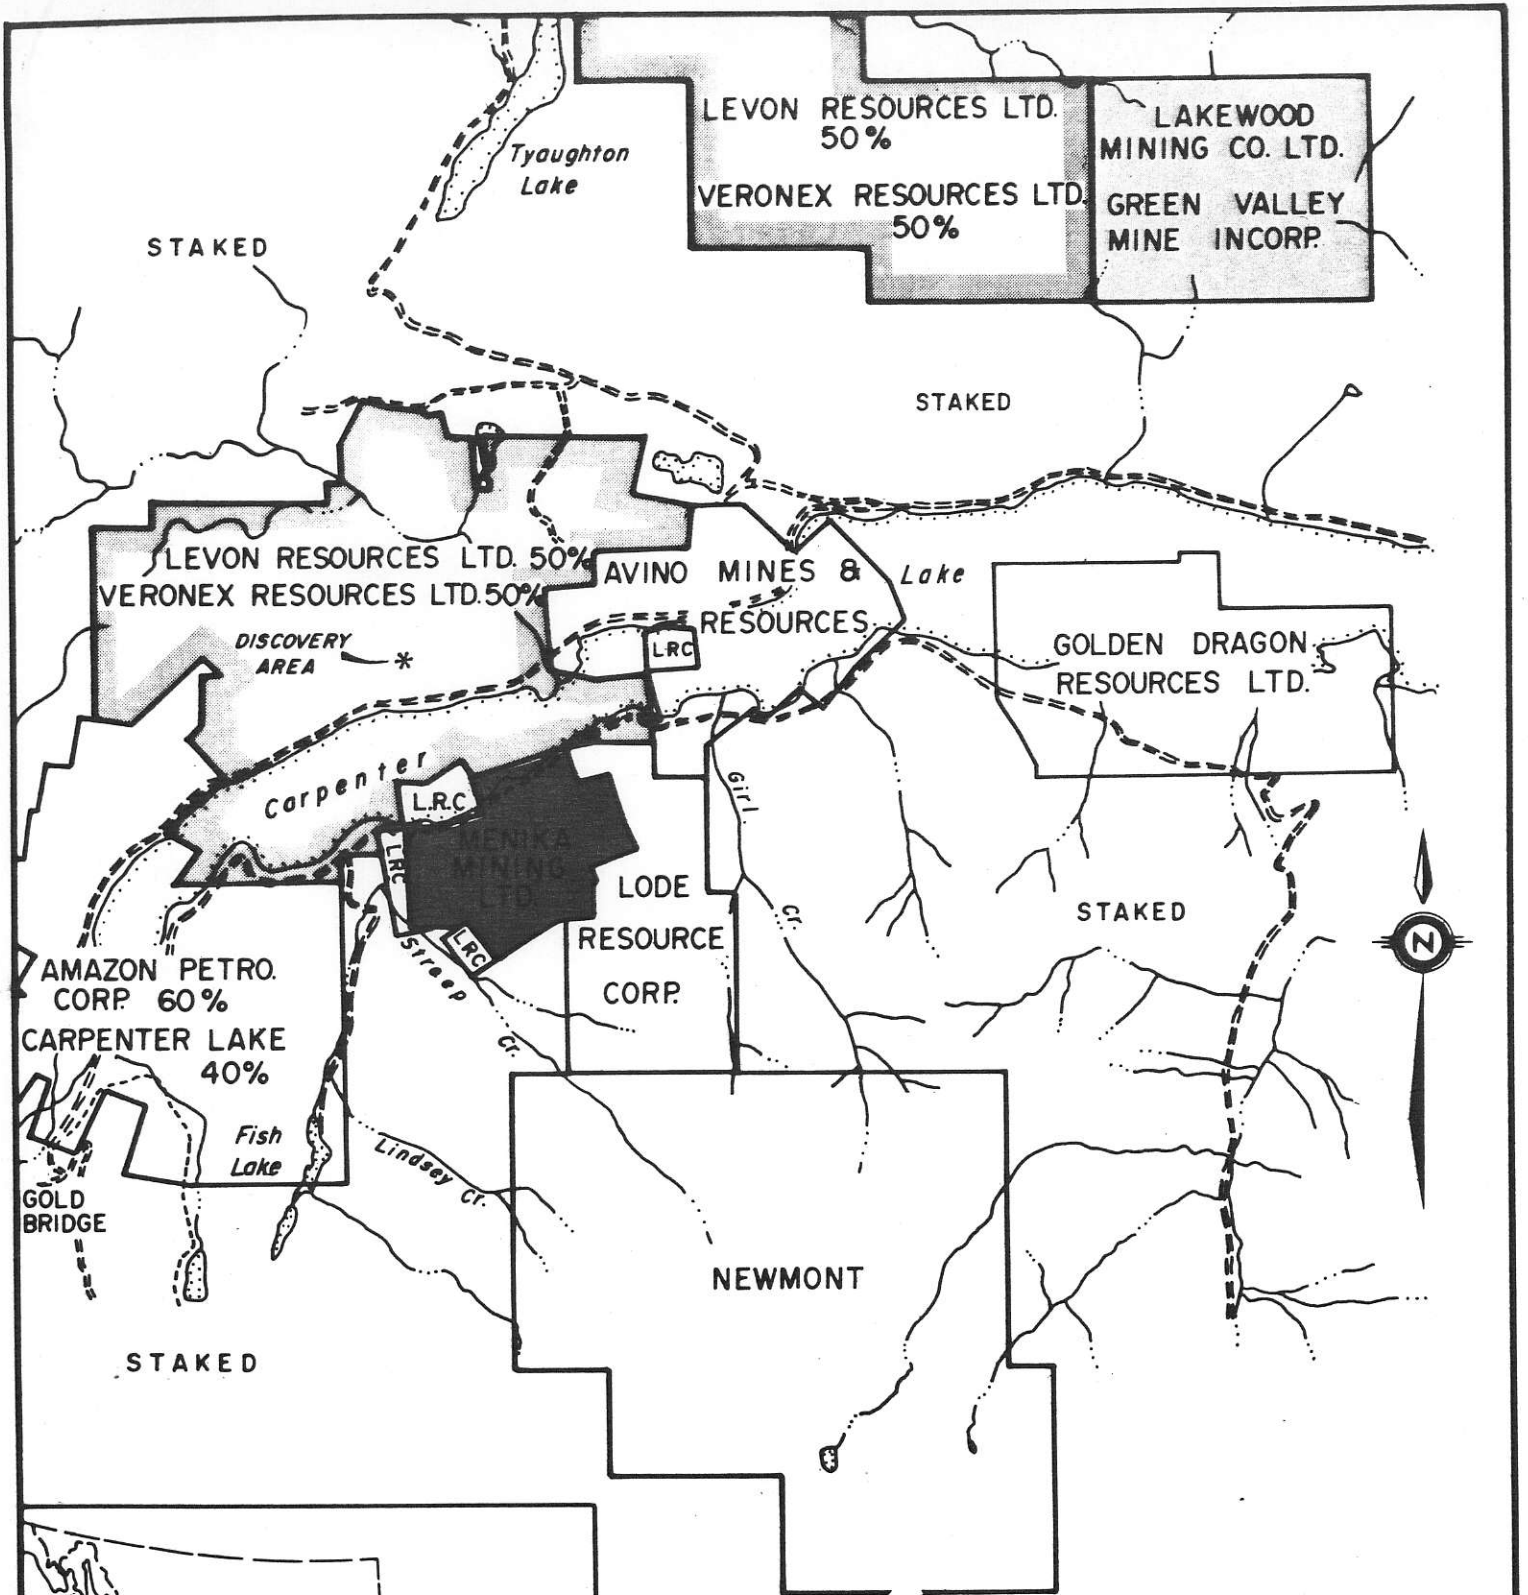 Tyaughton
Lake
LEVON RESOURCES LTD.
50%
VERONEX RESOURCES LTD.
50%
LAKEWOOD
MINING CO. LTD.
GREEN VALLEY
MINE INCORP.
STAKED
STAKED
LEVON RESOURCES LTD. 50%
VERONEX RESOURCES LTD. 50%
DISCOVERY
AREA
*
AVINO MINES &
RESOURCES
LRC
Lake
GOLDEN DRAGON
RESOURCES LTD.
Carpenter
L.R.C
LRC
MENIKA
MINING
LTD.
LRC
LODE
RESOURCE
CORP.
Girl
Cr.
STAKED
N
AMAZON PETRO.
CORP. 60%
CARPENTER LAKE
40%
Streep
Cr.
Fish
Lake
Lindsey Cr.
GOLD
BRIDGE
NEWMONT
STAKED